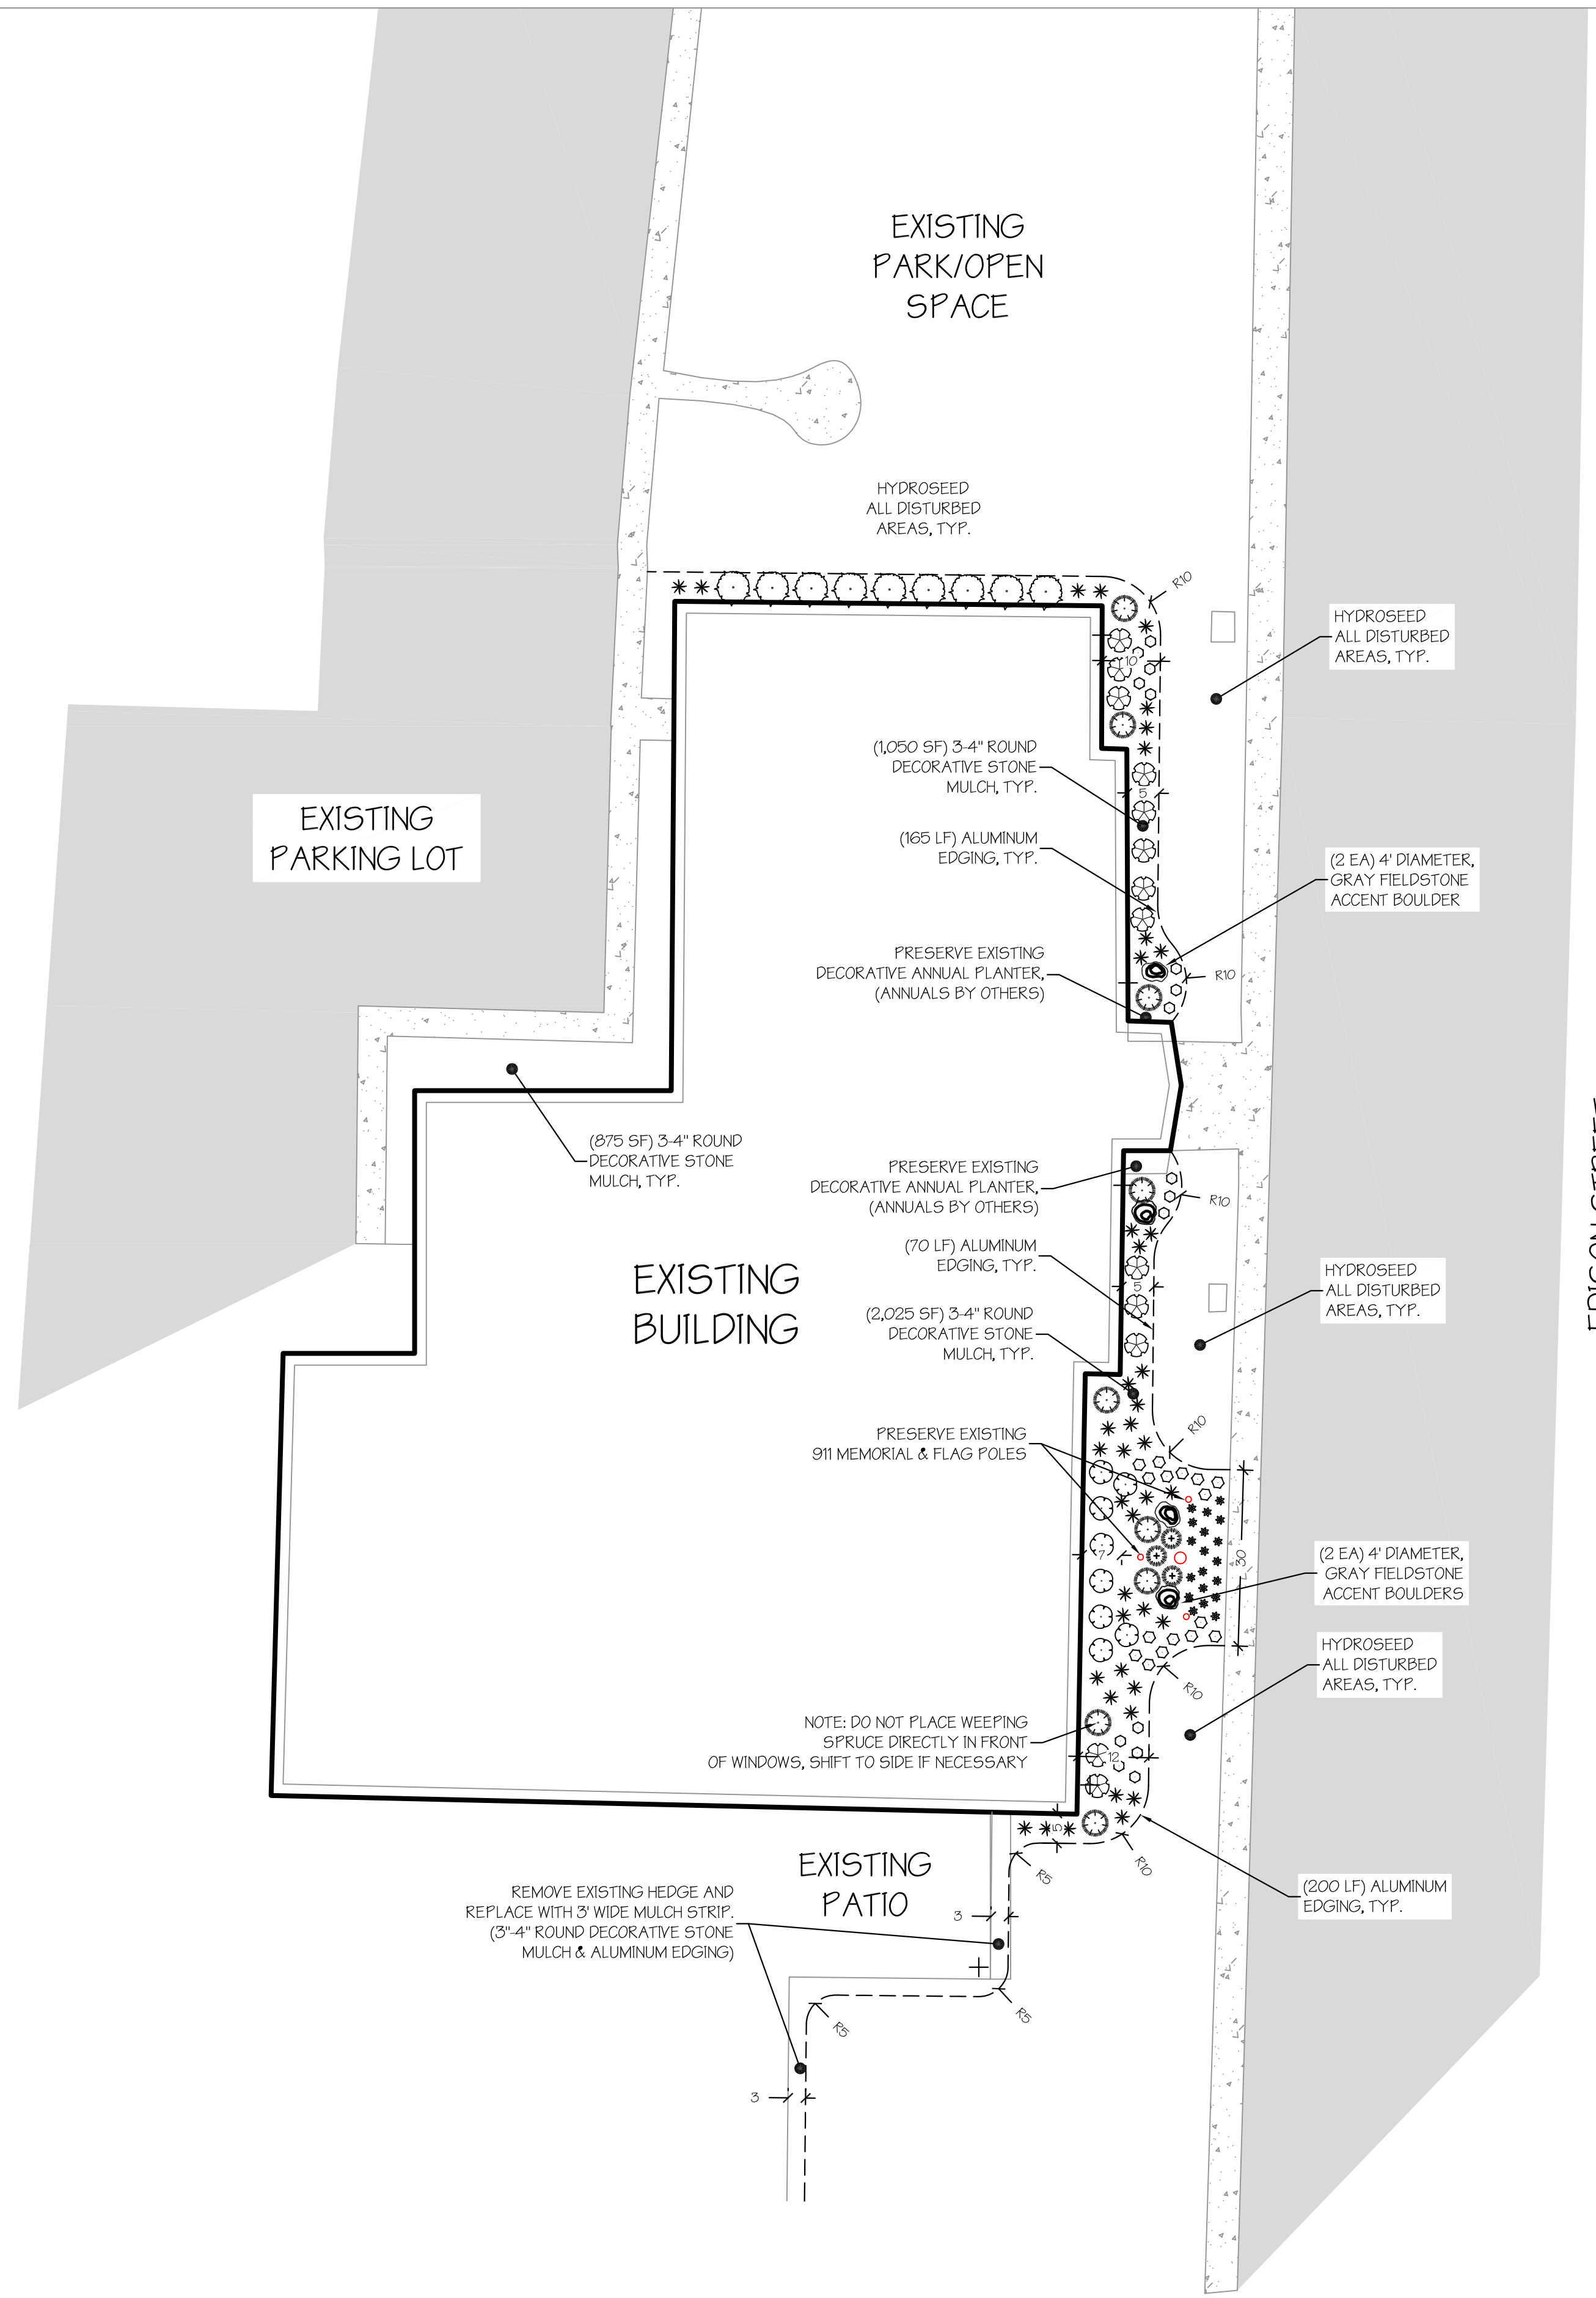 EXISTING
PARK/OPEN
SPACE
HYDROSEED
ALL DISTURBED
AREAS, TYP.
R10
HYDROSEED
ALL DISTURBED
AREAS, TYP.
10
(1,050 SF) 3-4" ROUND
DECORATIVE STONE
MULCH, TYP.
5
EXISTING
PARKING LOT
(165 LF) ALUMINUM
EDGING, TYP.
(2 EA) 4' DIAMETER,
GRAY FIELDSTONE
ACCENT BOULDER
PRESERVE EXISTING
DECORATIVE ANNUAL PLANTER,
(ANNUALS BY OTHERS)
R10
(875 SF) 3-4" ROUND
DECORATIVE STONE
MULCH, TYP.
PRESERVE EXISTING
DECORATIVE ANNUAL PLANTER,
(ANNUALS BY OTHERS)
R10
(70 LF) ALUMINUM
EDGING, TYP.
5
EXISTING
BUILDING
HYDROSEED
ALL DISTURBED
AREAS, TYP.
(2,025 SF) 3-4" ROUND
DECORATIVE STONE
MULCH, TYP.
R10
PRESERVE EXISTING
911 MEMORIAL & FLAG POLES
7
30
(2 EA) 4' DIAMETER,
GRAY FIELDSTONE
ACCENT BOULDERS
HYDROSEED
ALL DISTURBED
AREAS, TYP.
R10
NOTE: DO NOT PLACE WEEPING
SPRUCE DIRECTLY IN FRONT
OF WINDOWS, SHIFT TO SIDE IF NECESSARY
12
5
R10
R5
EXISTING
PATIO
(200 LF) ALUMINUM
EDGING, TYP.
REMOVE EXISTING HEDGE AND
REPLACE WITH 3' WIDE MULCH STRIP.
(3"-4" ROUND DECORATIVE STONE
MULCH & ALUMINUM EDGING)
3
R5
R5
3